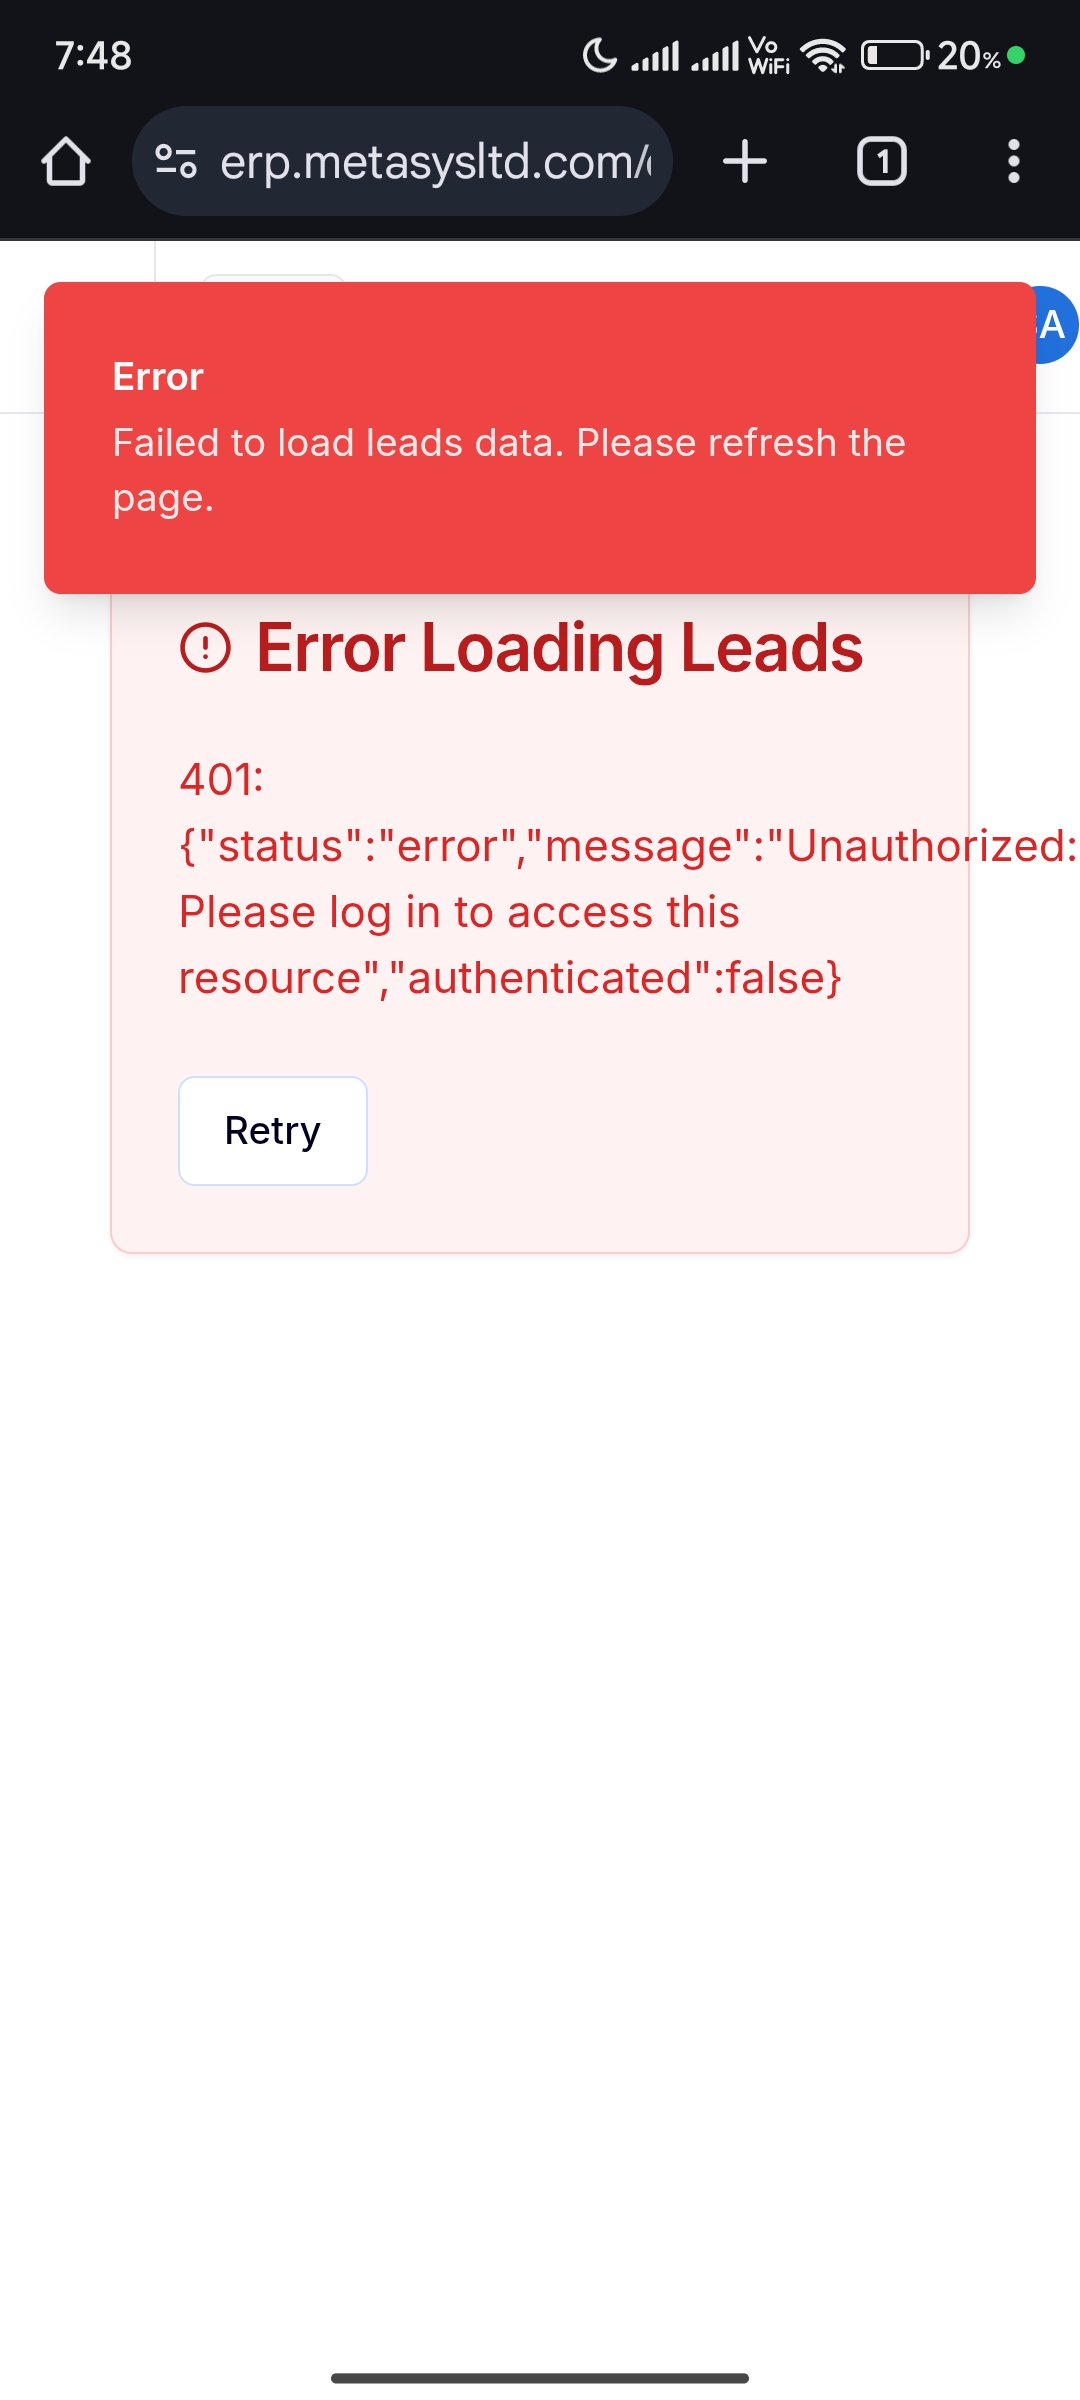 7:48
Vo
WiFi
20%
erp.metasysltd.com/
1
A
Error
Failed to load leads data. Please refresh the
page.
Error Loading Leads
401:
{"status":"error","message":"Unauthorized:
Please log in to access this
resource","authenticated":false}
Retry